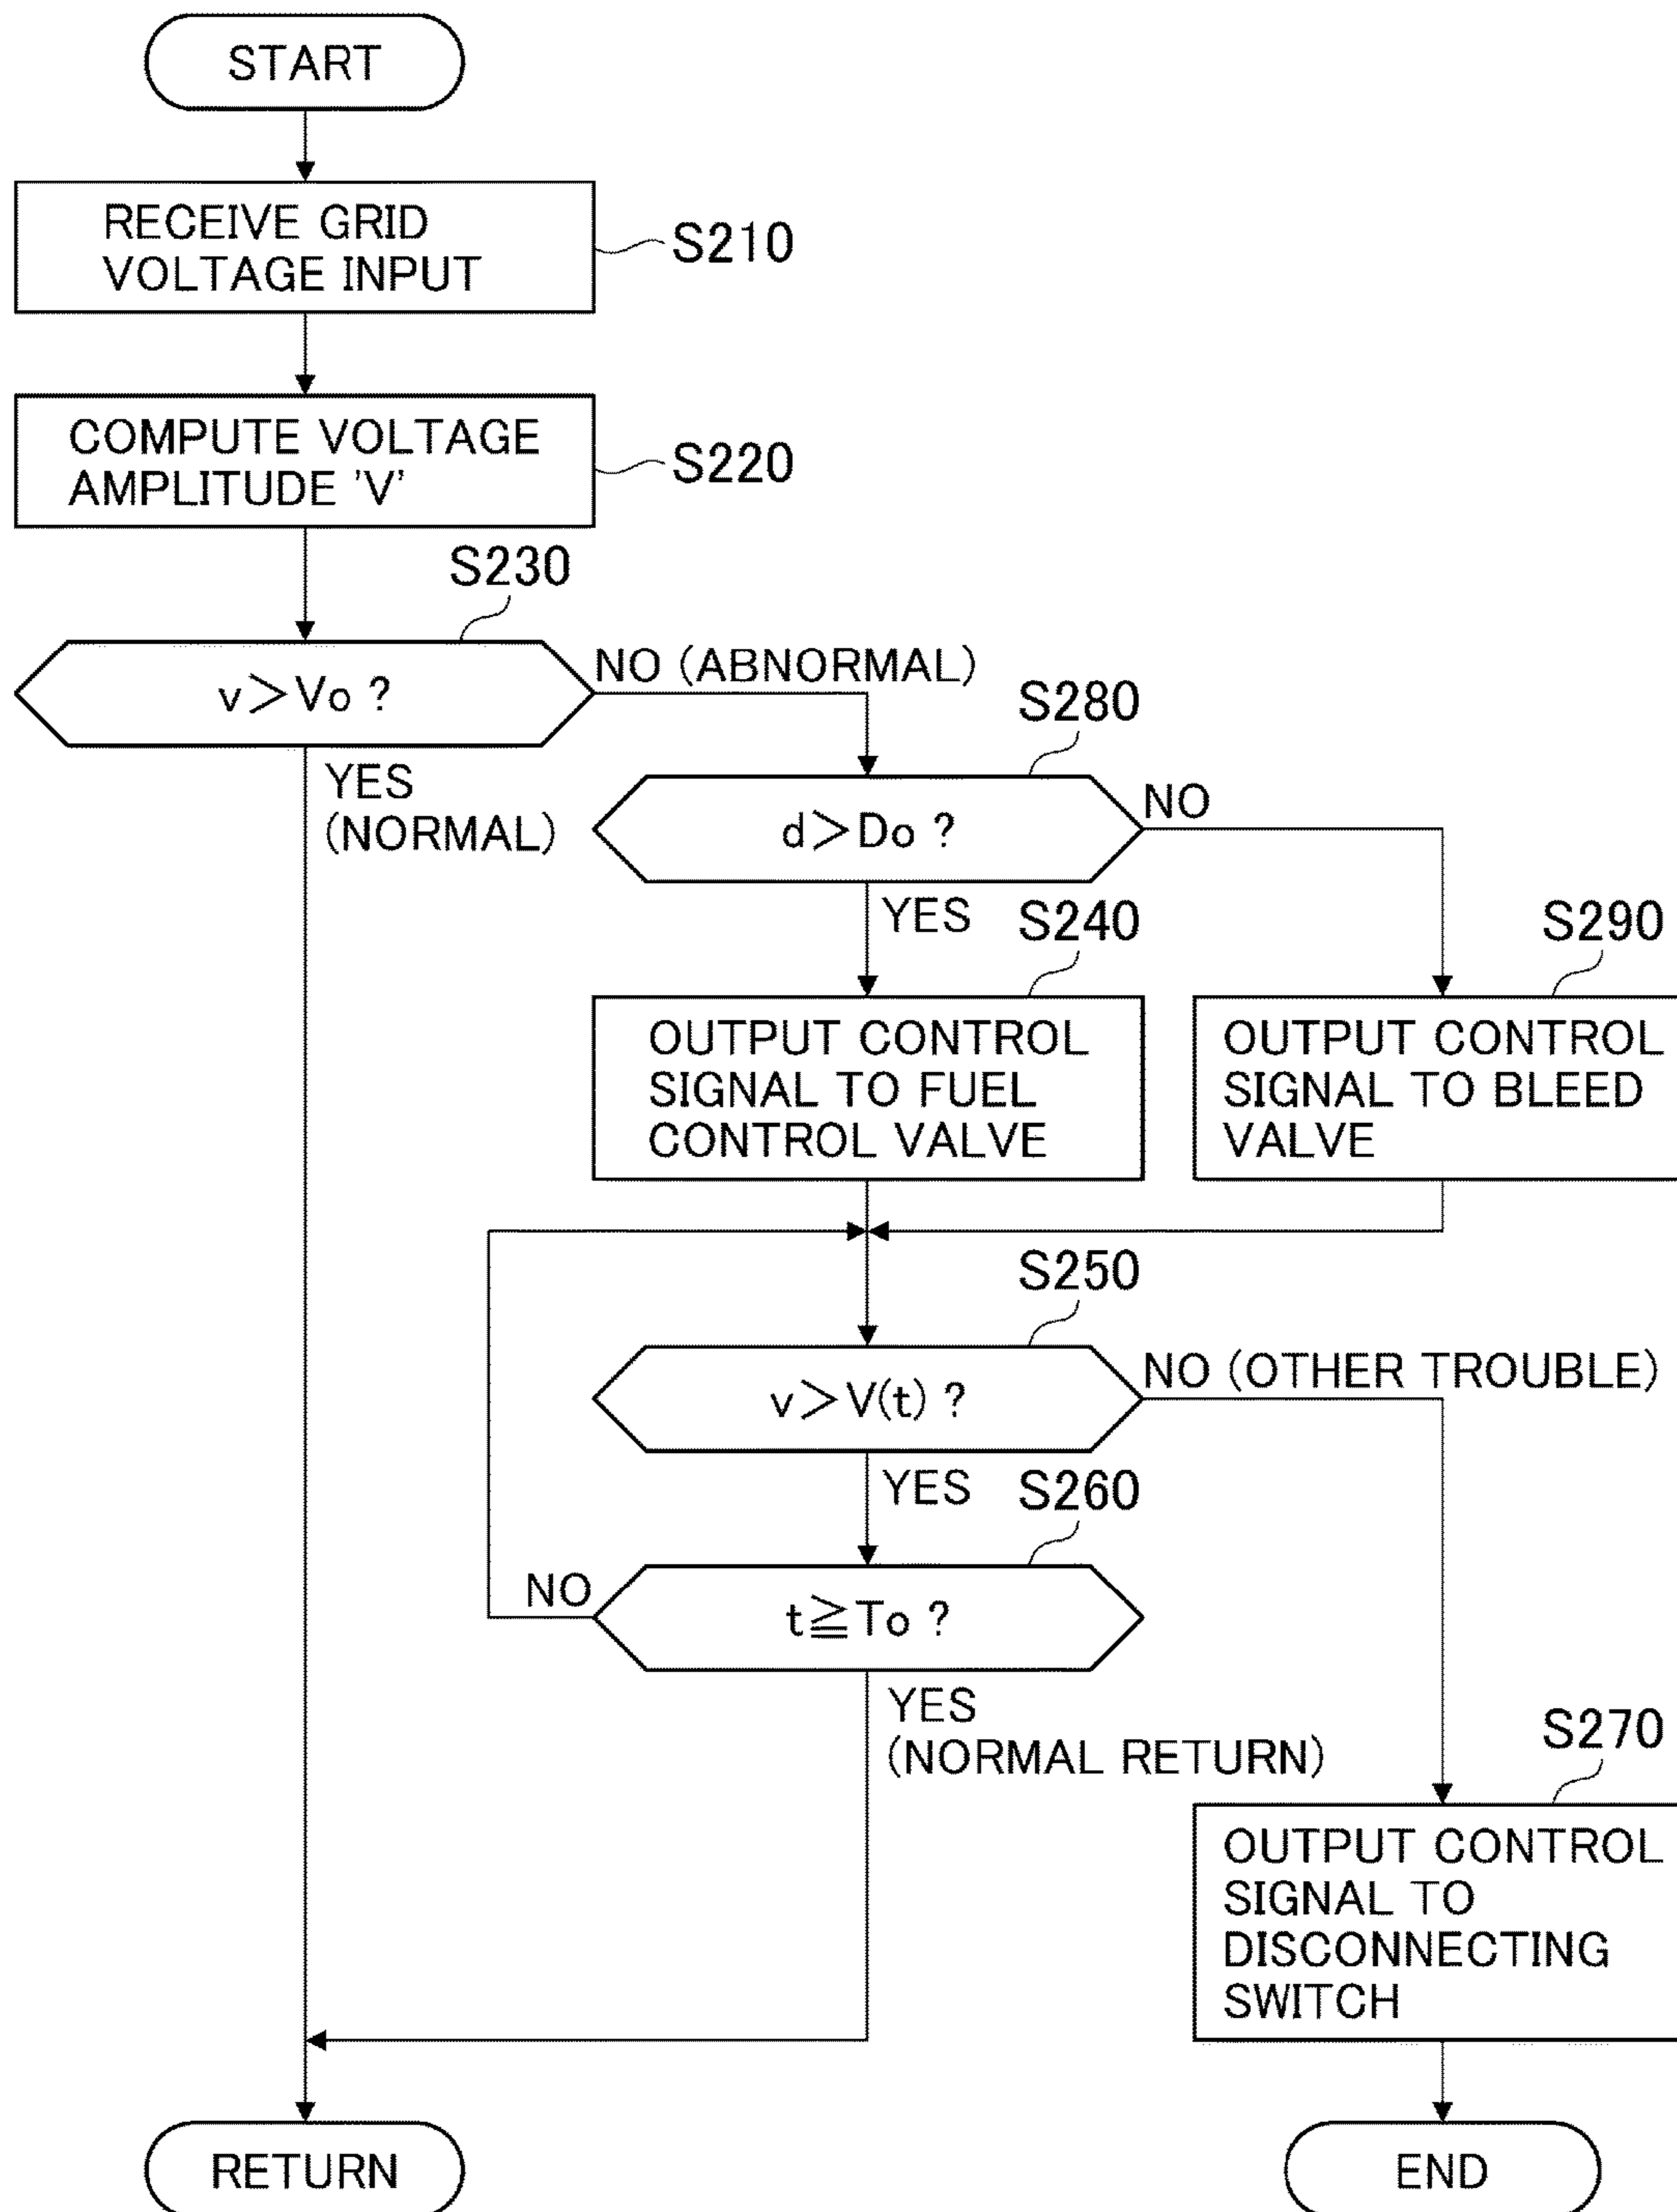 START
RECEIVE GRID
VOLTAGE INPUT
S210
COMPUTE VOLTAGE
AMPLITUDE 'V'
S220
S230
v>Vo ?
NO (ABNORMAL)
YES
(NORMAL)
S280
d>Do ?
NO
YES
S240
OUTPUT CONTROL
SIGNAL TO FUEL
CONTROL VALVE
S290
OUTPUT CONTROL
SIGNAL TO BLEED
VALVE
S250
v>V(t) ?
NO (OTHER TROUBLE)
YES
S260
t≧To ?
NO
YES
(NORMAL RETURN)
S270
OUTPUT CONTROL
SIGNAL TO
DISCONNECTING
SWITCH
RETURN
END